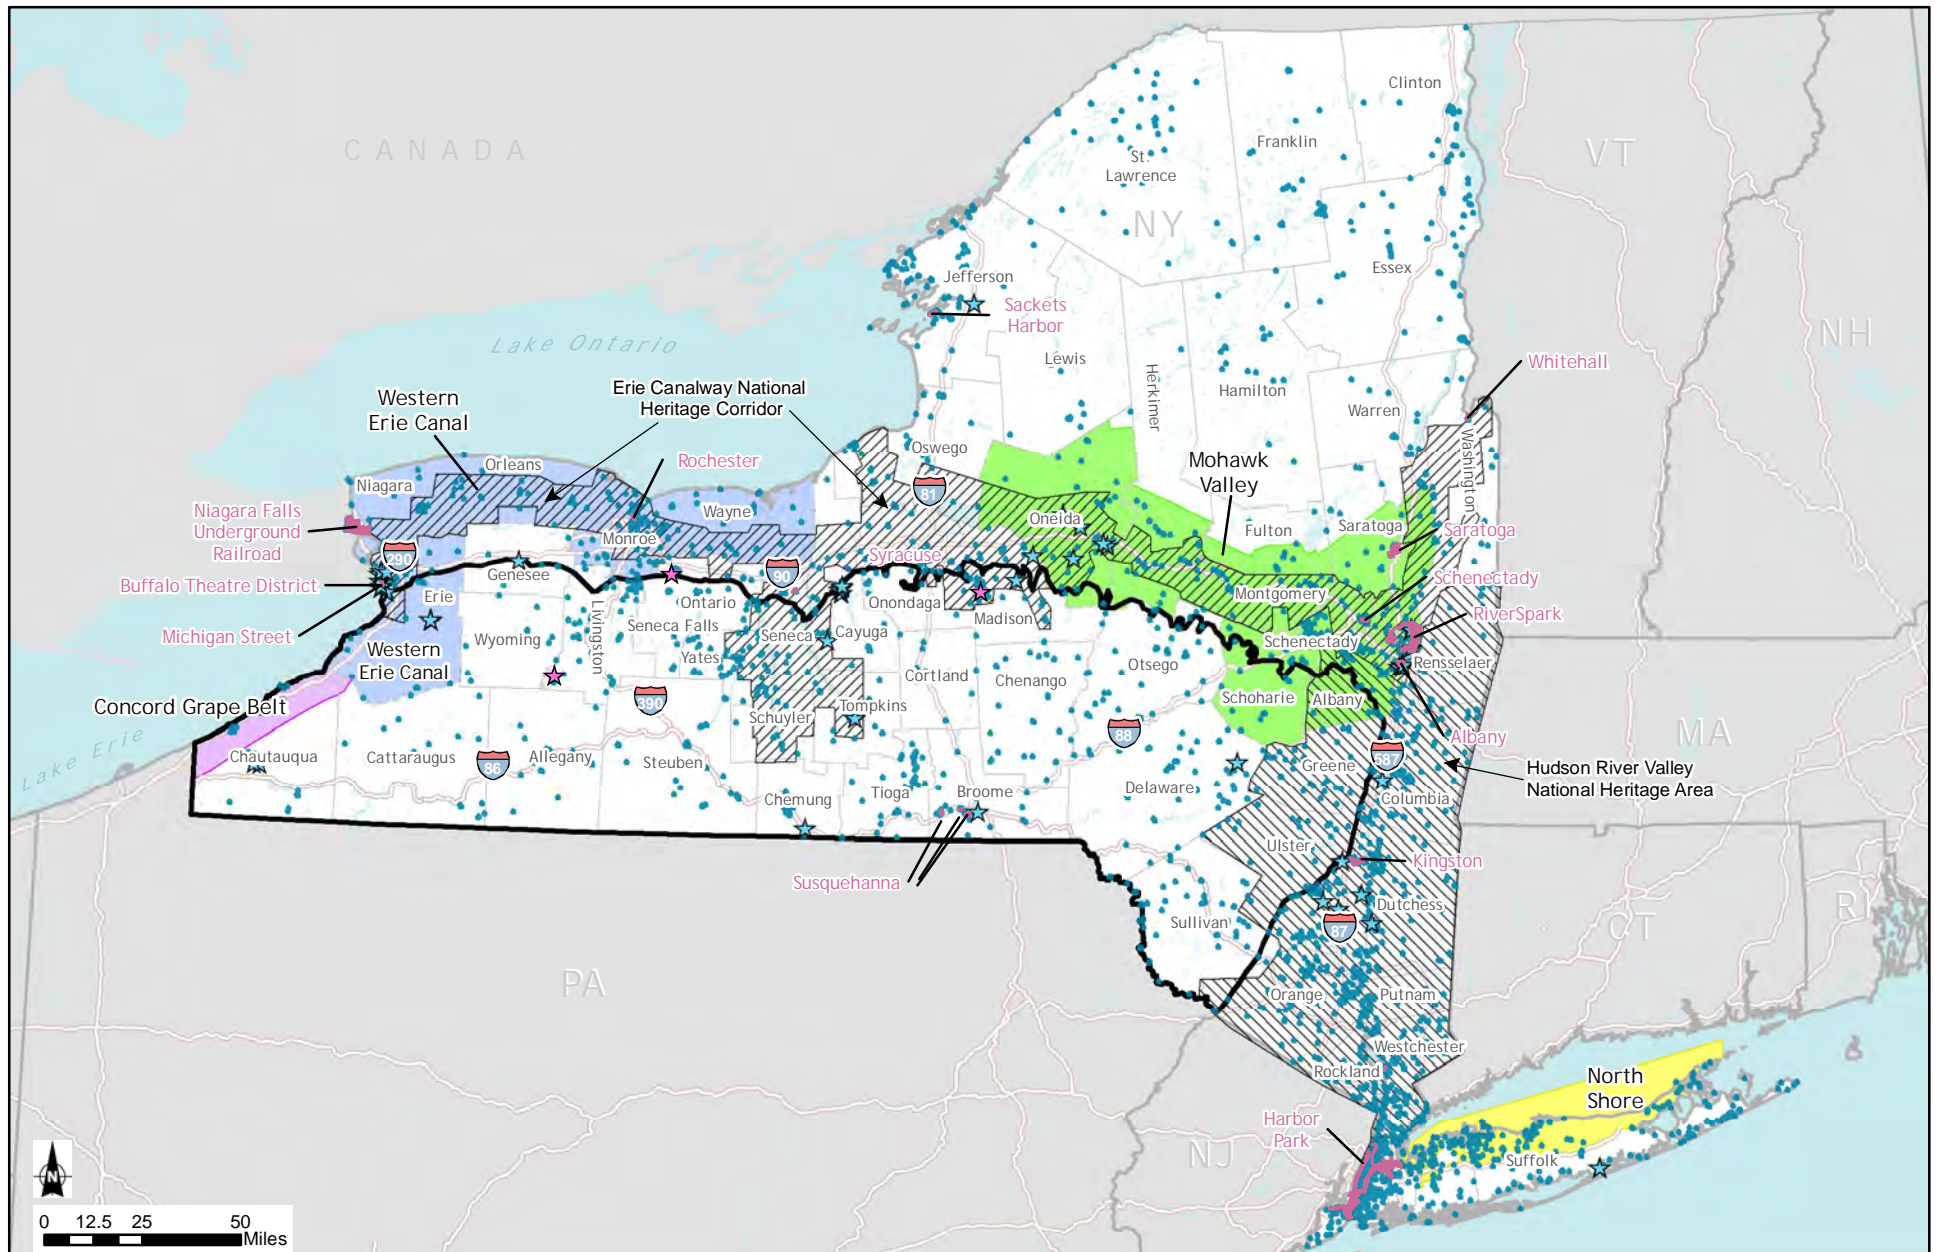 CANADA
Clinton
Franklin
VT
St.
Lawrence
NY
Essex
Jefferson
Sackets
Harbor
NH
Lake Ontario
Lewis
Herkimer
Hamilton
Whitehall
Warren
Western
Erie Canal
Erie Canalway National
Heritage Corridor
Oswego
Washington
Mohawk
Valley
Orleans
Rochester
Niagara
81
Wayne
Oneida
Fulton
Saratoga
Saratoga
Niagara Falls
Underground
Railroad
Monroe
290
Syracuse
90
Genesee
Buffalo Theatre District
Schenectady
Erie
Ontario
Onondaga
Montgomery
Livingston
Madison
RiverSpark
Seneca Falls
Michigan Street
Wyoming
Seneca
Cayuga
Schenectady
Western
Erie Canal
Yates
Otsego
Rensselaer
Cortland
Chenango
390
Schoharie
Albany
Concord Grape Belt
Tompkins
Schuyler
88
Albany
MA
Lake Erie
Chautauqua
Cattaraugus
86
Allegany
Steuben
587
Greene
Hudson River Valley
National Heritage Area
Chemung
Tioga
Broome
Delaware
Columbia
Ulster
Susquehanna
Kingston
Dutchess
Sullivan
87
CT
RI
PA
Orange
Putnam
Westchester
Rockland
North
Shore
Harbor
Park
NJ
Suffolk
N
0 12.5 25 50
Miles